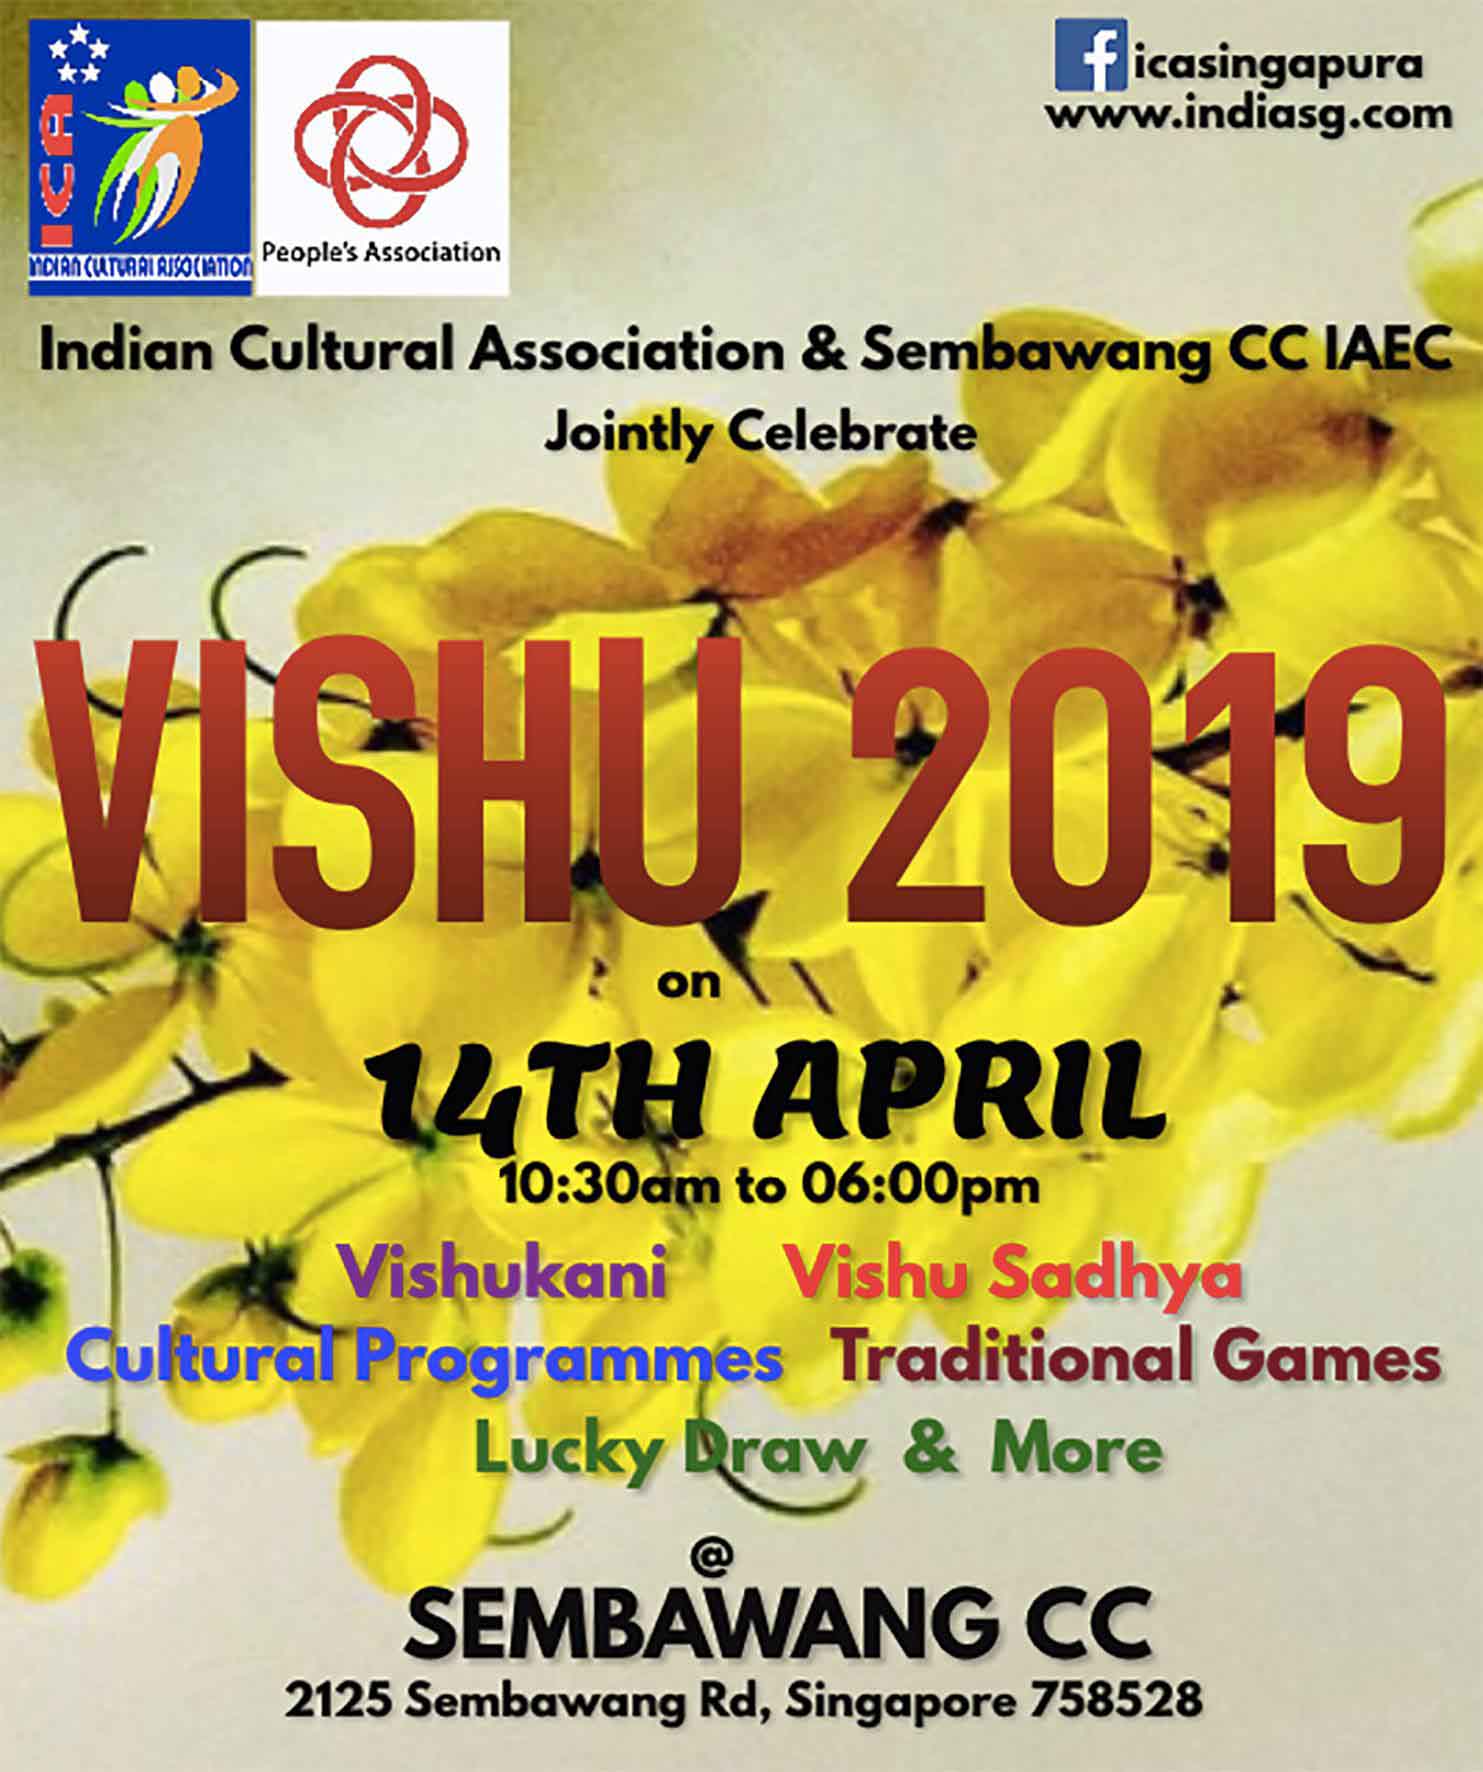 ICA
INDIAN CULTURAL ASSOCIATION
People's Association
f icasingapura
www.indiasg.com
Indian Cultural Association & Sembawang CC IAEC
Jointly Celebrate
VISHU 2019
on
14TH APRIL
10:30am to 06:00pm
Vishukani Vishu Sadhya
Cultural Programmes Traditional Games
Lucky Draw & More
@
SEMBAWANG CC
2125 Sembawang Rd, Singapore 758528